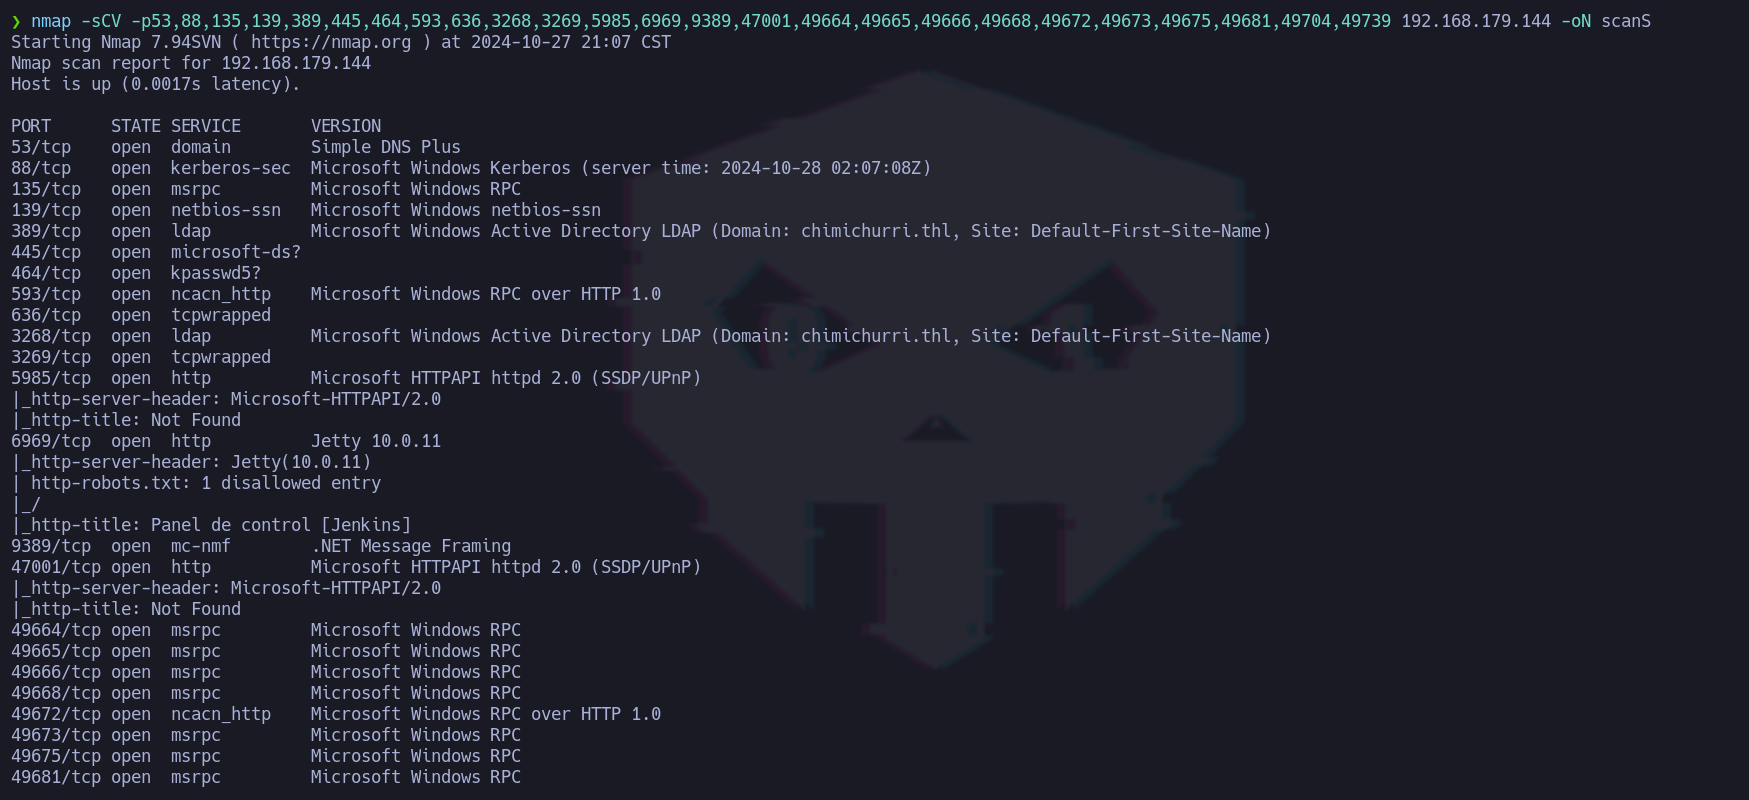 ❯ nmap -sCV -p53,88,135,139,389,445,464,593,636,3268,3269,5985,6969,9389,47001,49664,49665,49666,49668,49672,49673,49675,49681,49704,49739 192.168.179.144 -oN scanS
Starting Nmap 7.94SVN ( https://nmap.org ) at 2024-10-27 21:07 CST
Nmap scan report for 192.168.179.144
Host is up (0.0017s latency).

PORT      STATE SERVICE       VERSION
53/tcp    open  domain        Simple DNS Plus
88/tcp    open  kerberos-sec  Microsoft Windows Kerberos (server time: 2024-10-28 02:07:08Z)
135/tcp   open  msrpc         Microsoft Windows RPC
139/tcp   open  netbios-ssn   Microsoft Windows netbios-ssn
389/tcp   open  ldap          Microsoft Windows Active Directory LDAP (Domain: chimichurri.thl, Site: Default-First-Site-Name)
445/tcp   open  microsoft-ds?
464/tcp   open  kpasswd5?
593/tcp   open  ncacn_http    Microsoft Windows RPC over HTTP 1.0
636/tcp   open  tcpwrapped
3268/tcp  open  ldap          Microsoft Windows Active Directory LDAP (Domain: chimichurri.thl, Site: Default-First-Site-Name)
3269/tcp  open  tcpwrapped
5985/tcp  open  http          Microsoft HTTPAPI httpd 2.0 (SSDP/UPnP)
|_http-server-header: Microsoft-HTTPAPI/2.0
|_http-title: Not Found
6969/tcp  open  http          Jetty 10.0.11
|_http-server-header: Jetty(10.0.11)
| http-robots.txt: 1 disallowed entry
|_/
|_http-title: Panel de control [Jenkins]
9389/tcp  open  mc-nmf        .NET Message Framing
47001/tcp open  http          Microsoft HTTPAPI httpd 2.0 (SSDP/UPnP)
|_http-server-header: Microsoft-HTTPAPI/2.0
|_http-title: Not Found
49664/tcp open  msrpc         Microsoft Windows RPC
49665/tcp open  msrpc         Microsoft Windows RPC
49666/tcp open  msrpc         Microsoft Windows RPC
49668/tcp open  msrpc         Microsoft Windows RPC
49672/tcp open  ncacn_http    Microsoft Windows RPC over HTTP 1.0
49673/tcp open  msrpc         Microsoft Windows RPC
49675/tcp open  msrpc         Microsoft Windows RPC
49681/tcp open  msrpc         Microsoft Windows RPC